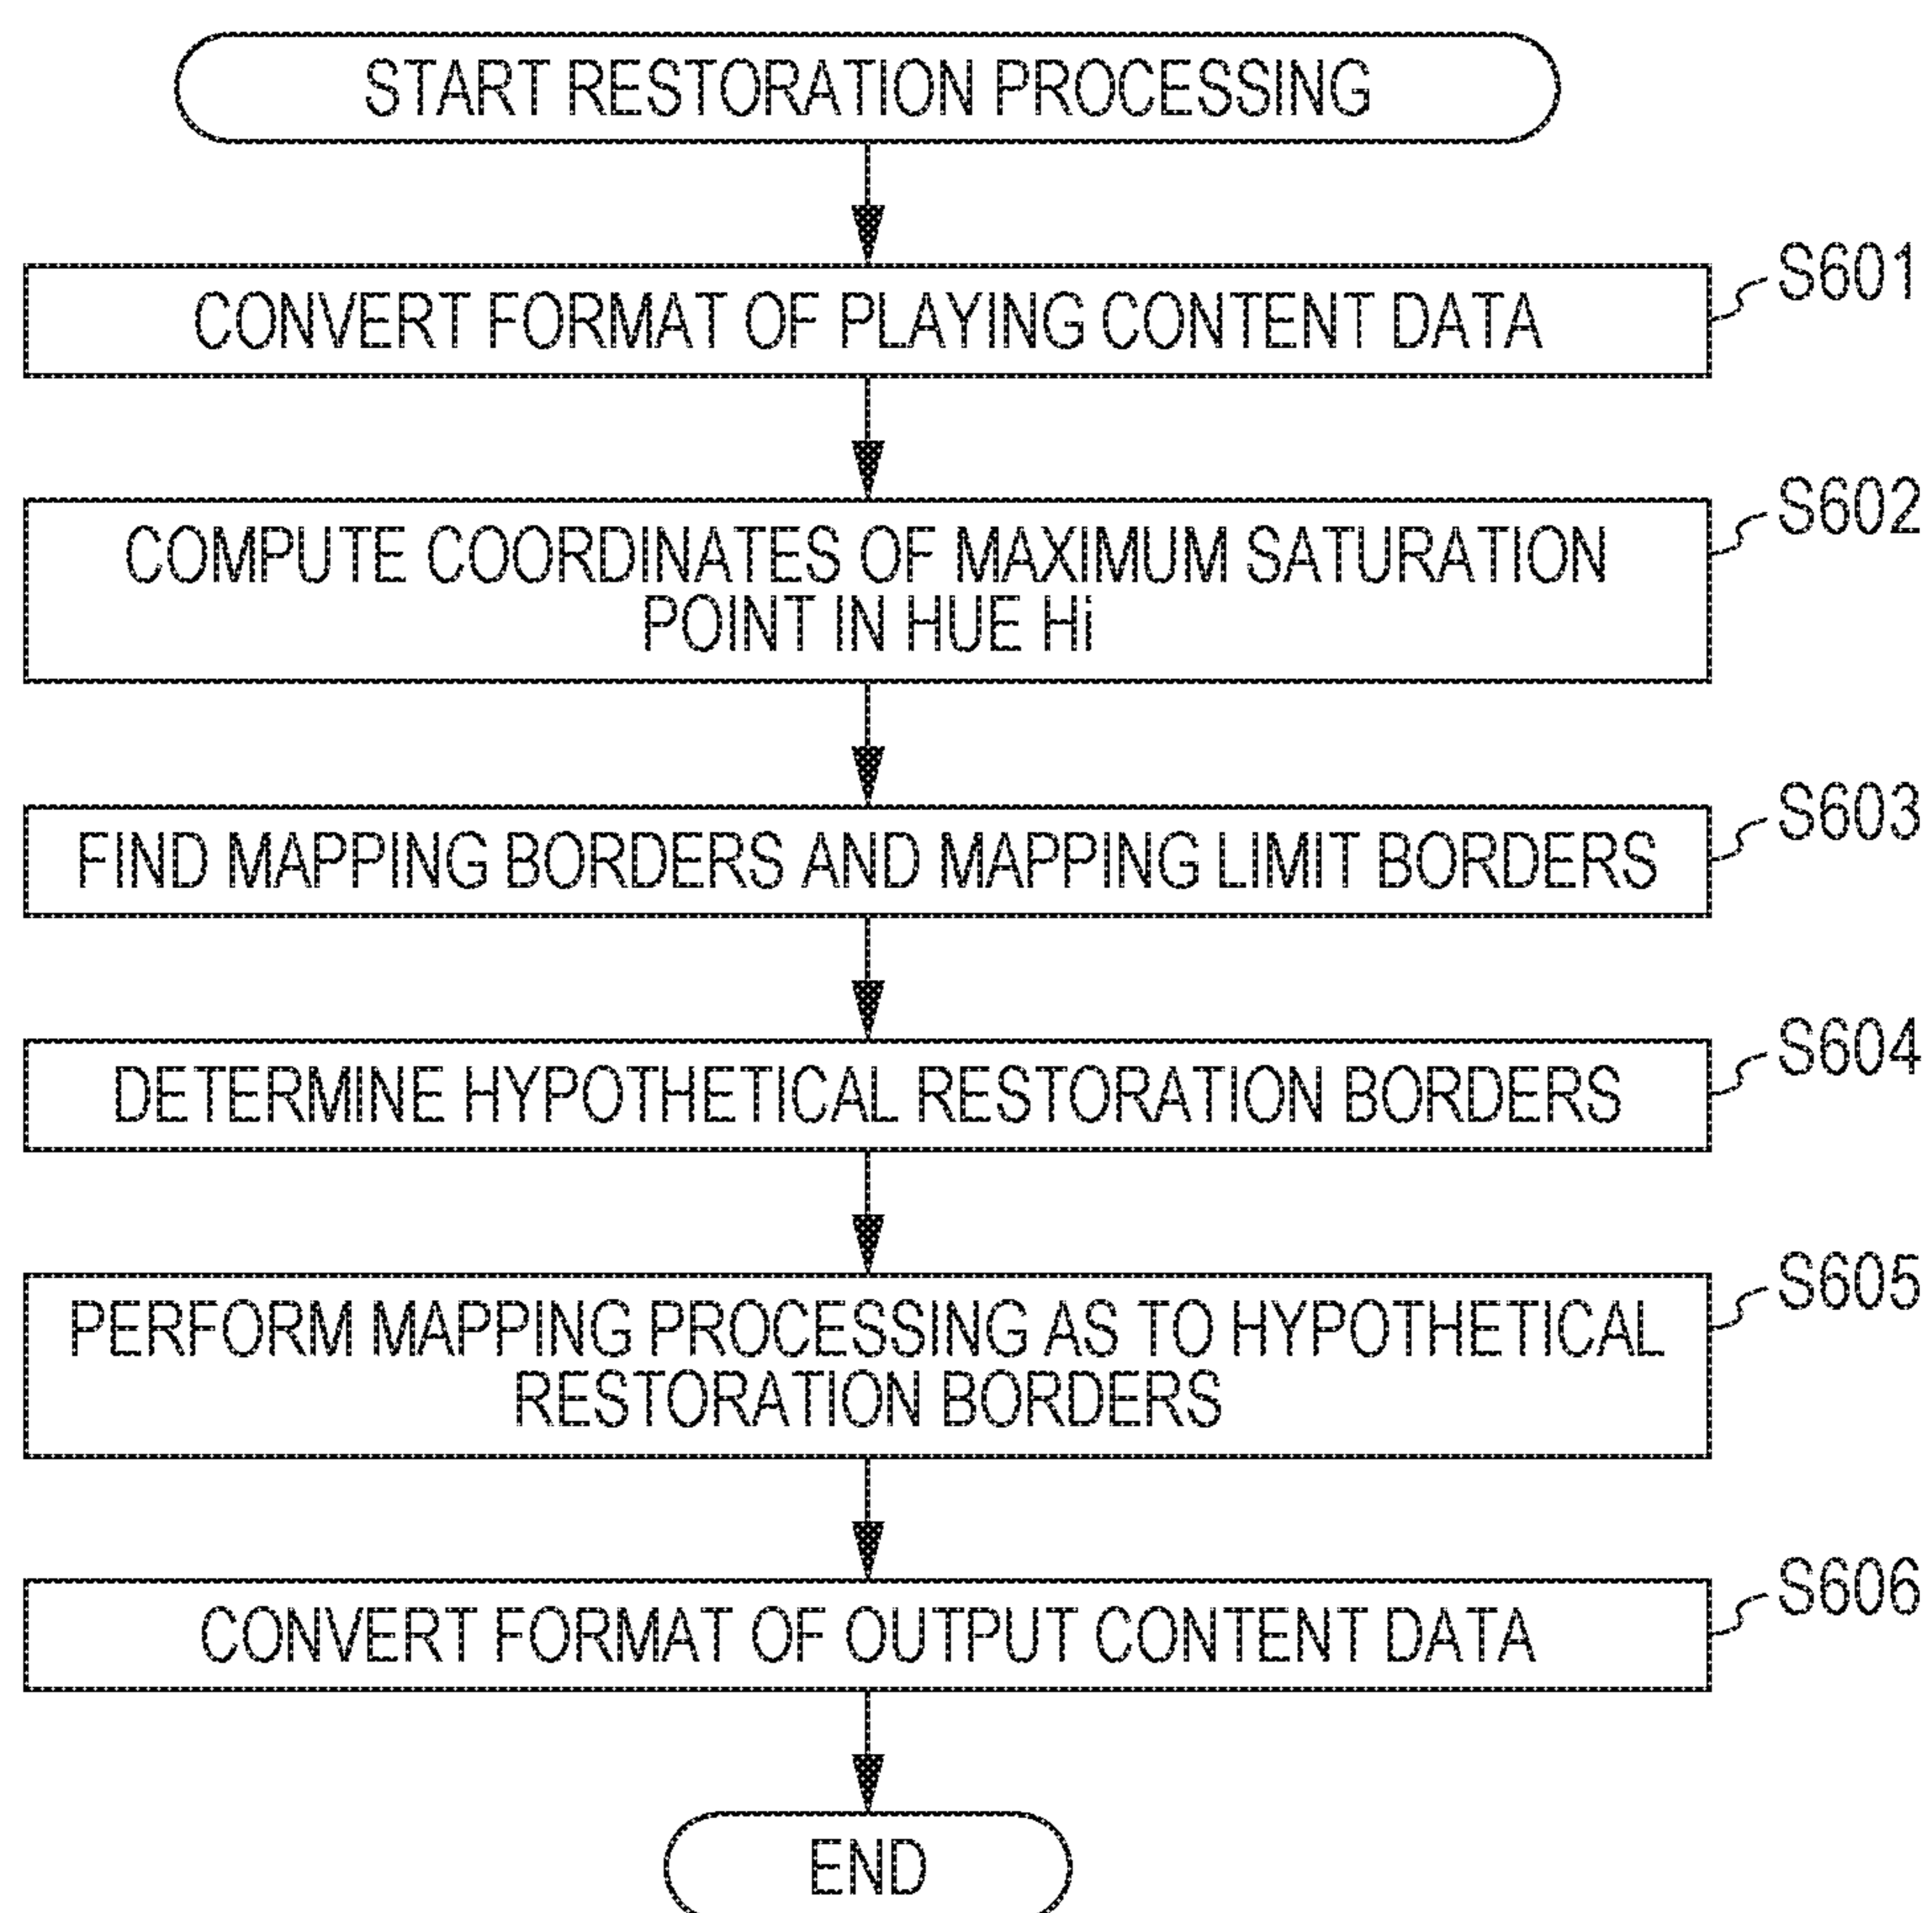 START RESTORATION PROCESSING
CONVERT FORMAT OF PLAYING CONTENT DATA
S601
COMPUTE COORDINATES OF MAXIMUM SATURATION
POINT IN HUE Hi
S602
FIND MAPPING BORDERS AND MAPPING LIMIT BORDERS
S603
DETERMINE HYPOTHETICAL RESTORATION BORDERS
S604
PERFORM MAPPING PROCESSING AS TO HYPOTHETICAL
RESTORATION BORDERS
S605
CONVERT FORMAT OF OUTPUT CONTENT DATA
S606
END